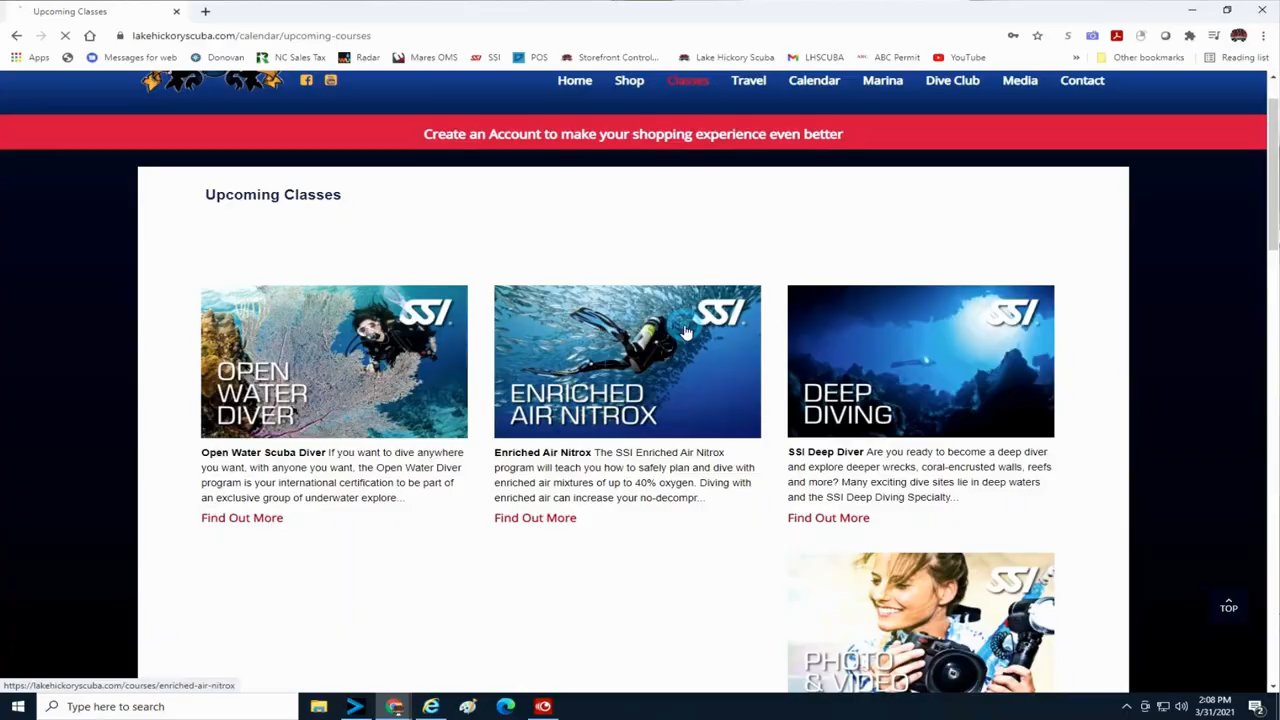 Upcoming Classes
lakehickoryscuba.com/calendar/upcoming-courses
Apps Messages for web Donovan NC Sales Tax Radar Mares OMS SSI POS Storefront Control... Lake Hickory Scuba LHSCUBA ABC Permit YouTube Other bookmarks Reading list
Home Shop Classes Travel Calendar Marina Dive Club Media Contact
Create an Account to make your shopping experience even better
Upcoming Classes
SSI
OPEN
WATER
DIVER
Open Water Scuba Diver If you want to dive anywhere
you want, with anyone you want, the Open Water Diver
program is your international certification to be part of
an exclusive group of underwater explore...
Find Out More
SSI
ENRICHED
AIR NITROX
Enriched Air Nitrox The SSI Enriched Air Nitrox
program will teach you how to safely plan and dive with
enriched air mixtures of up to 40% oxygen. Diving with
enriched air can increase your no-decompr...
Find Out More
SSI
DEEP
DIVING
SSI Deep Diver Are you ready to become a deep diver
and explore deeper wrecks, coral-encrusted walls, reefs
and more? Many exciting dive sites lie in deep waters
and the SSI Deep Diving Specialty...
Find Out More
SSI
PHOTO
& VIDEO
TOP
https://lakehickoryscuba.com/courses/enriched-air-nitrox
Type here to search
2:08 PM
3/31/2021
2